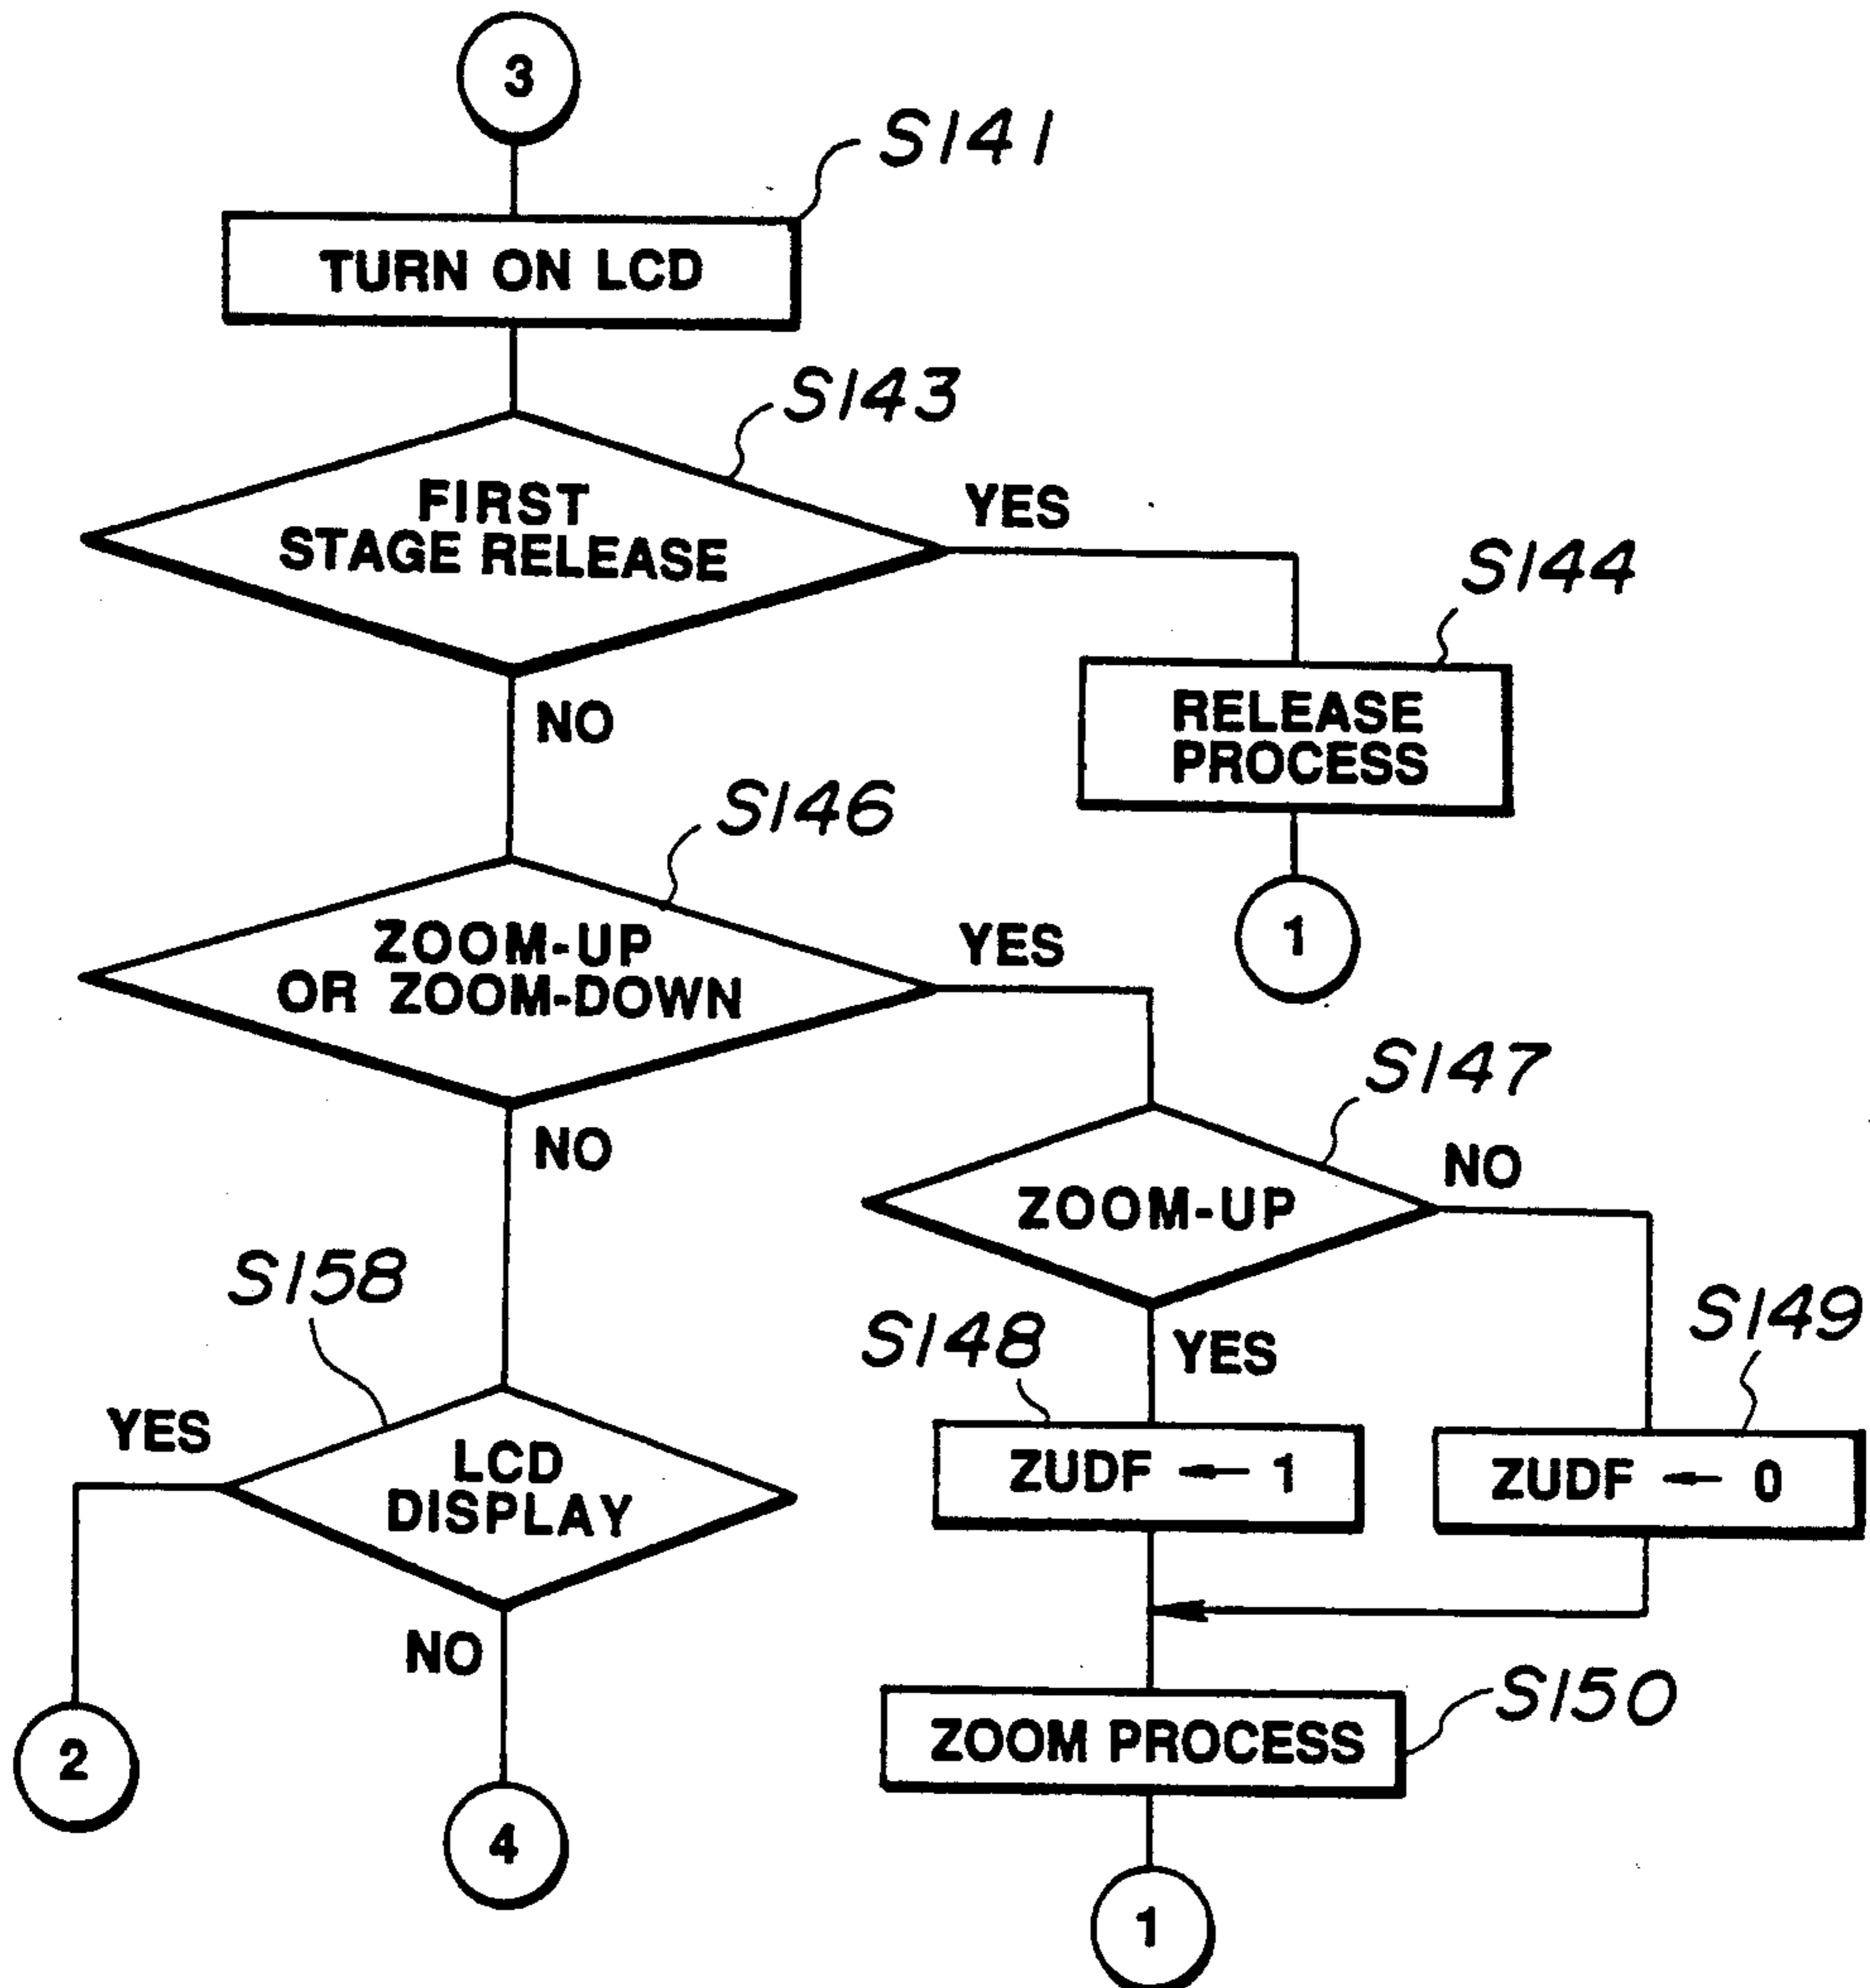 3
S141
TURN ON LCD
S143
FIRST
STAGE RELEASE
YES
S144
NO
RELEASE
PROCESS
S146
1
ZOOM-UP
OR ZOOM-DOWN
YES
S147
NO
ZOOM-UP
NO
S158
S148
YES
S149
YES
LCD
DISPLAY
ZUDF ← 1
ZUDF ← 0
NO
S150
2
ZOOM PROCESS
4
1